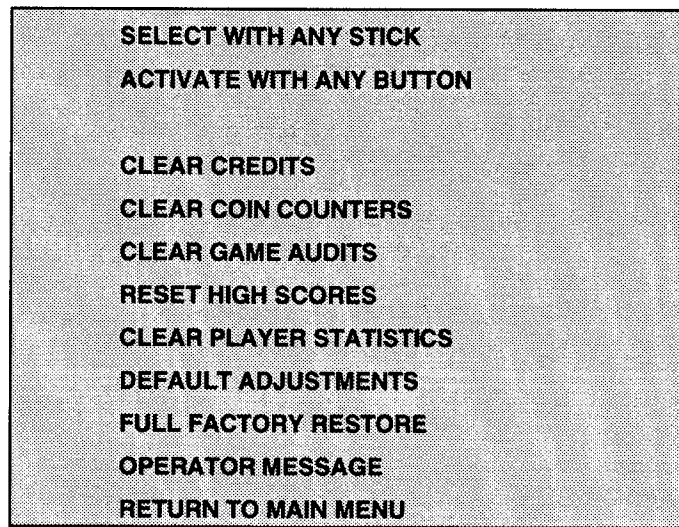 SELECT WITH ANY STICK
ACTIVATE WITH ANY BUTTON
CLEAR CREDITS
CLEAR COIN COUNTERS
CLEAR GAME AUDITS
RESET HIGH SCORES
CLEAR PLAYER STATISTICS
DEFAULT ADJUSTMENTS
FULL FACTORY RESTORE
OPERATOR MESSAGE
RETURN TO MAIN MENU